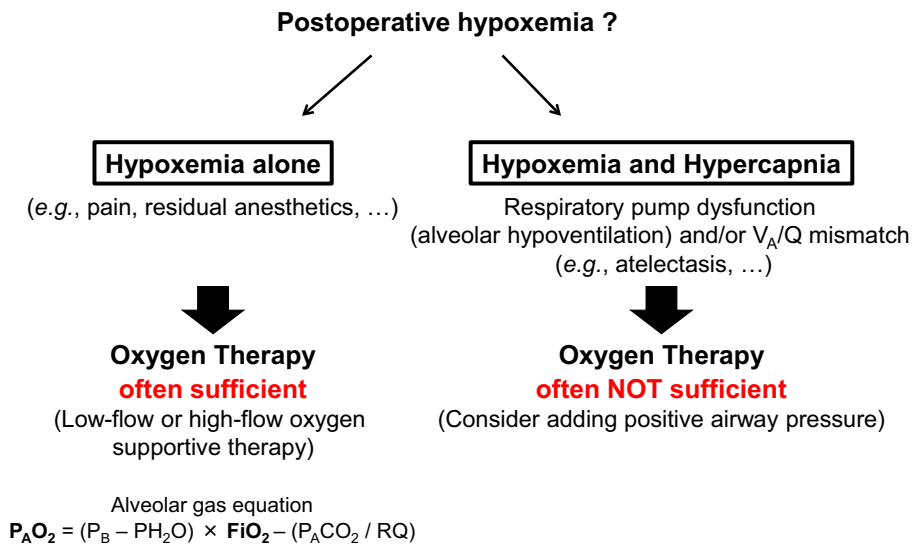 Postoperative hypoxemia ?
Hypoxemia alone
(e.g., pain, residual anesthetics, …)
Oxygen Therapy
often sufficient
(Low-flow or high-flow oxygen
supportive therapy)
Alveolar gas equation
PAO2 = (PB – PH2O) × FiO2 – (PACO2 / RQ)
Hypoxemia and Hypercapnia
Respiratory pump dysfunction
(alveolar hypoventilation) and/or VA/Q mismatch
(e.g., atelectasis, …)
Oxygen Therapy
often NOT sufficient
(Consider adding positive airway pressure)